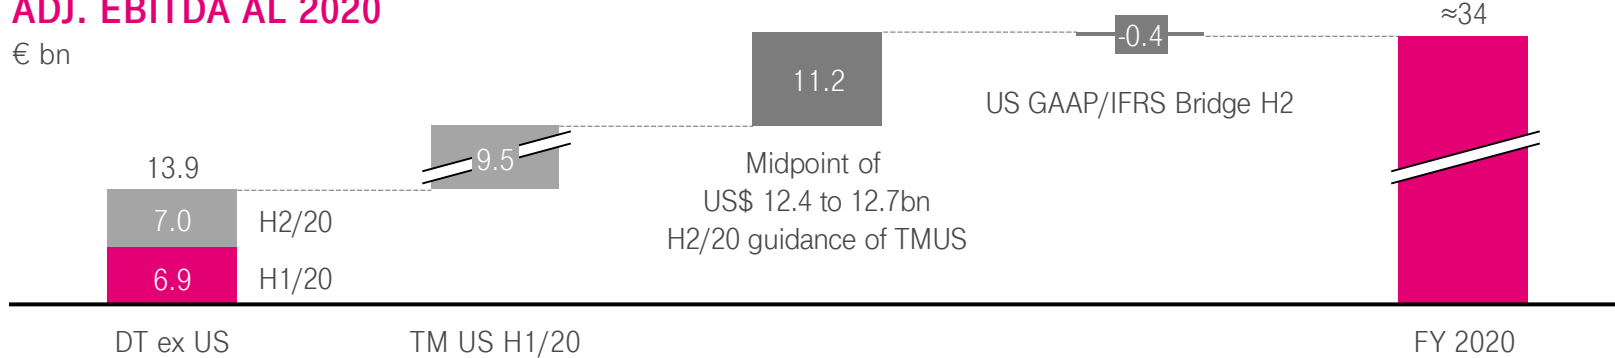 ADJ. EBITDA AL 2020
€ bn
≈34
-0.4
11.2
US GAAP/IFRS Bridge H2
13.9
9.5
Midpoint of
US$ 12.4 to 12.7bn
H2/20 guidance of TMUS
7.0 H2/20
6.9 H1/20
DT ex US TM US H1/20 FY 2020